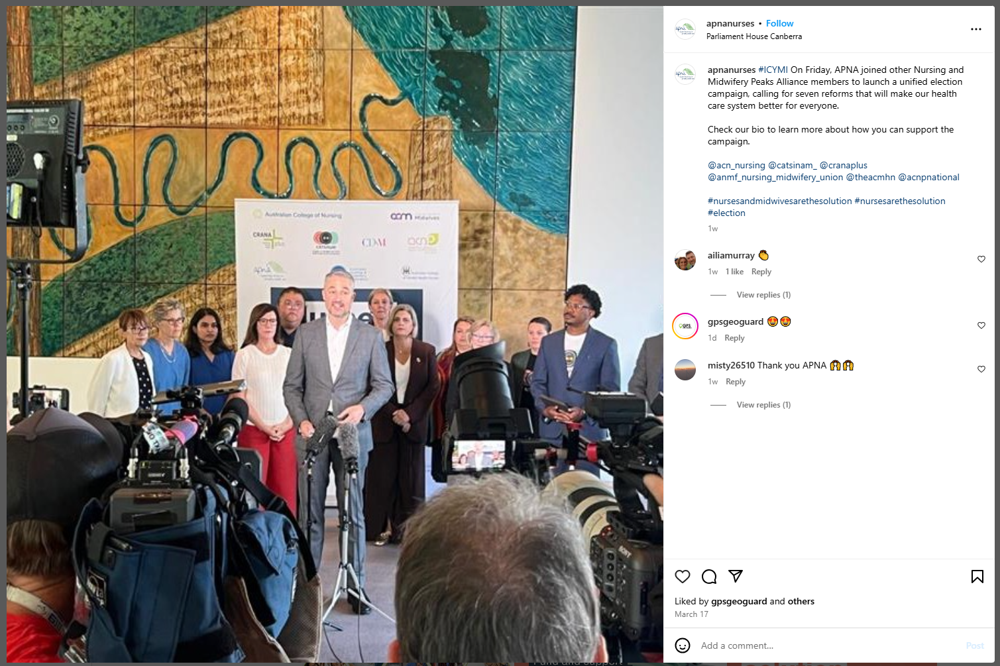 Australian College of Nursing
acm
Midwives
CRANA
plus
CDM
acn
apna
SONY
apnanurses • Follow
Parliament House Canberra
apnanurses #ICYMI On Friday, APNA joined other Nursing and
Midwifery Peaks Alliance members to launch a unified election
campaign, calling for seven reforms that will make our health
care system better for everyone.
Check our bio to learn more about how you can support the
campaign.
@acn_nursing @catsinam_ @cranaplus
@anmf_nursing_midwifery_union @theacmhn @acnpnational
#nursesandmidwivesarethesolution #nursesarethesolution
#election
1w
ailiamurray 👏
1w 1 like Reply
View replies (1)
gpsgeoguard 🤩🤩
1d Reply
misty26510 Thank you APNA 🙌🙌
1w Reply
View replies (1)
Liked by gpsgeoguard and others
March 17
Add a comment...
Post